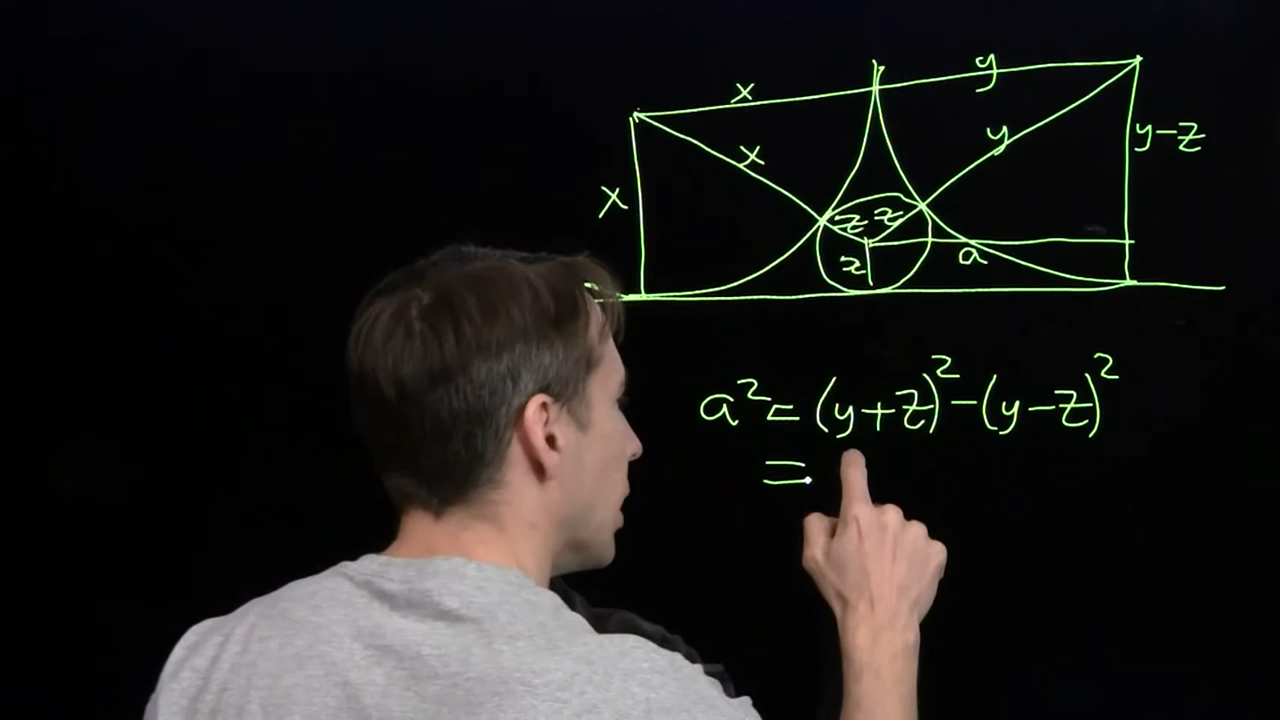 x
y
x
y
y-z
x
z
z
z
a
a²=(y+z)²-(y-z)²
=